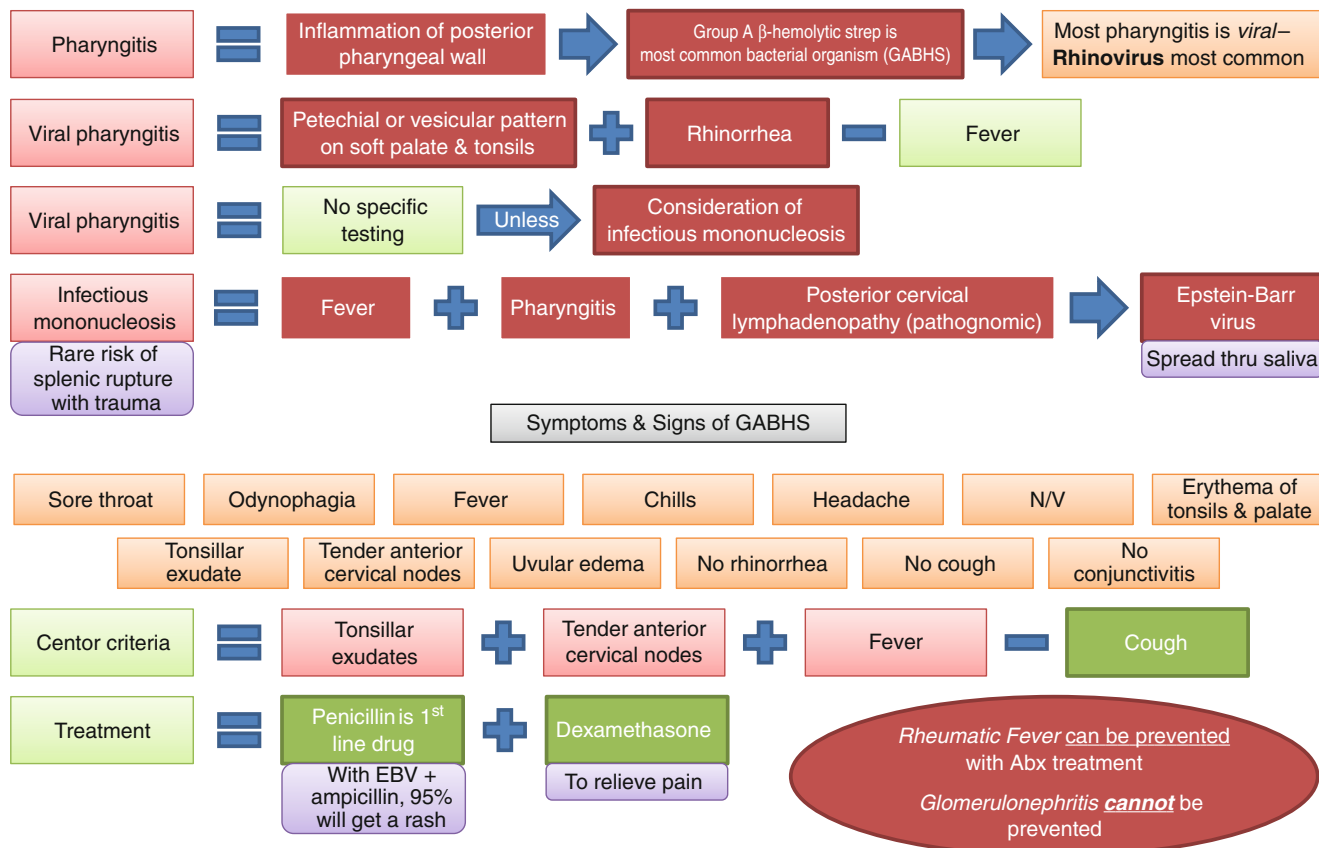 Pharyngitis
Inflammation of posterior
pharyngeal wall
Group A β-hemolytic strep is
most common bacterial organism (GABHS)
Most pharyngitis is viral–
Rhinovirus most common
Viral pharyngitis
Petechial or vesicular pattern
on soft palate & tonsils
Rhinorrhea
Fever
Viral pharyngitis
No specific
testing
Unless
Consideration of
infectious mononucleosis
Infectious
mononucleosis
Rare risk of
splenic rupture
with trauma
Fever
Pharyngitis
Posterior cervical
lymphadenopathy (pathognomic)
Epstein-Barr
virus
Spread thru saliva
Symptoms & Signs of GABHS
Sore throat
Odynophagia
Fever
Chills
Headache
N/V
Erythema of
tonsils & palate
Tonsillar
exudate
Tender anterior
cervical nodes
Uvular edema
No rhinorrhea
No cough
No
conjunctivitis
Centor criteria
Tonsillar
exudates
Tender anterior
cervical nodes
Fever
Cough
Treatment
Penicillin is 1st
line drug
With EBV +
ampicillin, 95%
will get a rash
Dexamethasone
To relieve pain
Rheumatic Fever can be prevented
with Abx treatment
Glomerulonephritis cannot be
prevented